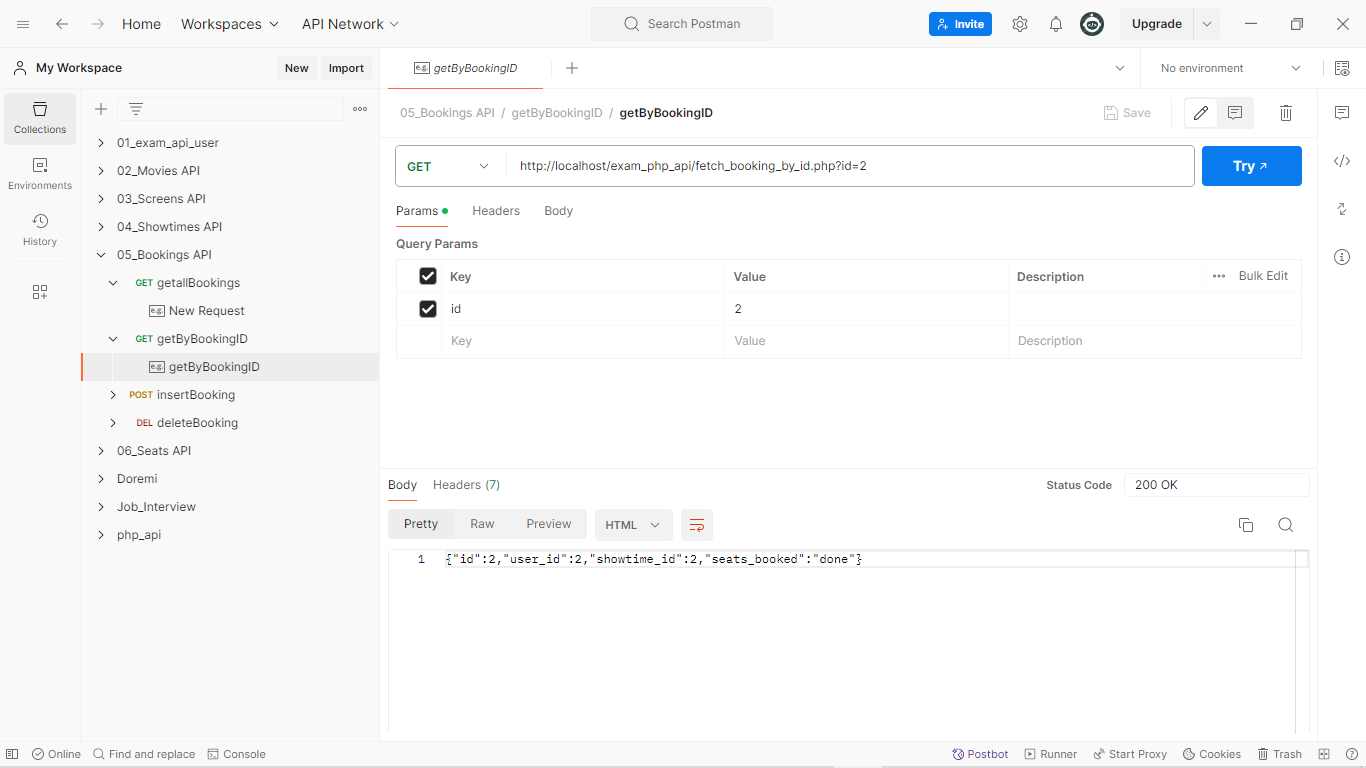 Home Workspaces API Network Search Postman Invite Upgrade
My Workspace New Import
e.g. getByBookingID No environment
Collections
Environments
History
01_exam_api_user
02_Movies API
03_Screens API
04_Showtimes API
05_Bookings API
GET getallBookings
e.g. New Request
GET getByBookingID
e.g. getByBookingID
POST insertBooking
DEL deleteBooking
06_Seats API
Doremi
Job_Interview
php_api
05_Bookings API / getByBookingID / getByBookingID Save
GET http://localhost/exam_php_api/fetch_booking_by_id.php?id=2 Try
Params Headers Body
Query Params
Key Value Description Bulk Edit
id 2
Key Value Description
Body Headers (7) Status Code 200 OK
Pretty Raw Preview HTML
1 {"id":2,"user_id":2,"showtime_id":2,"seats_booked":"done"}
Online Find and replace Console Postbot Runner Start Proxy Cookies Trash